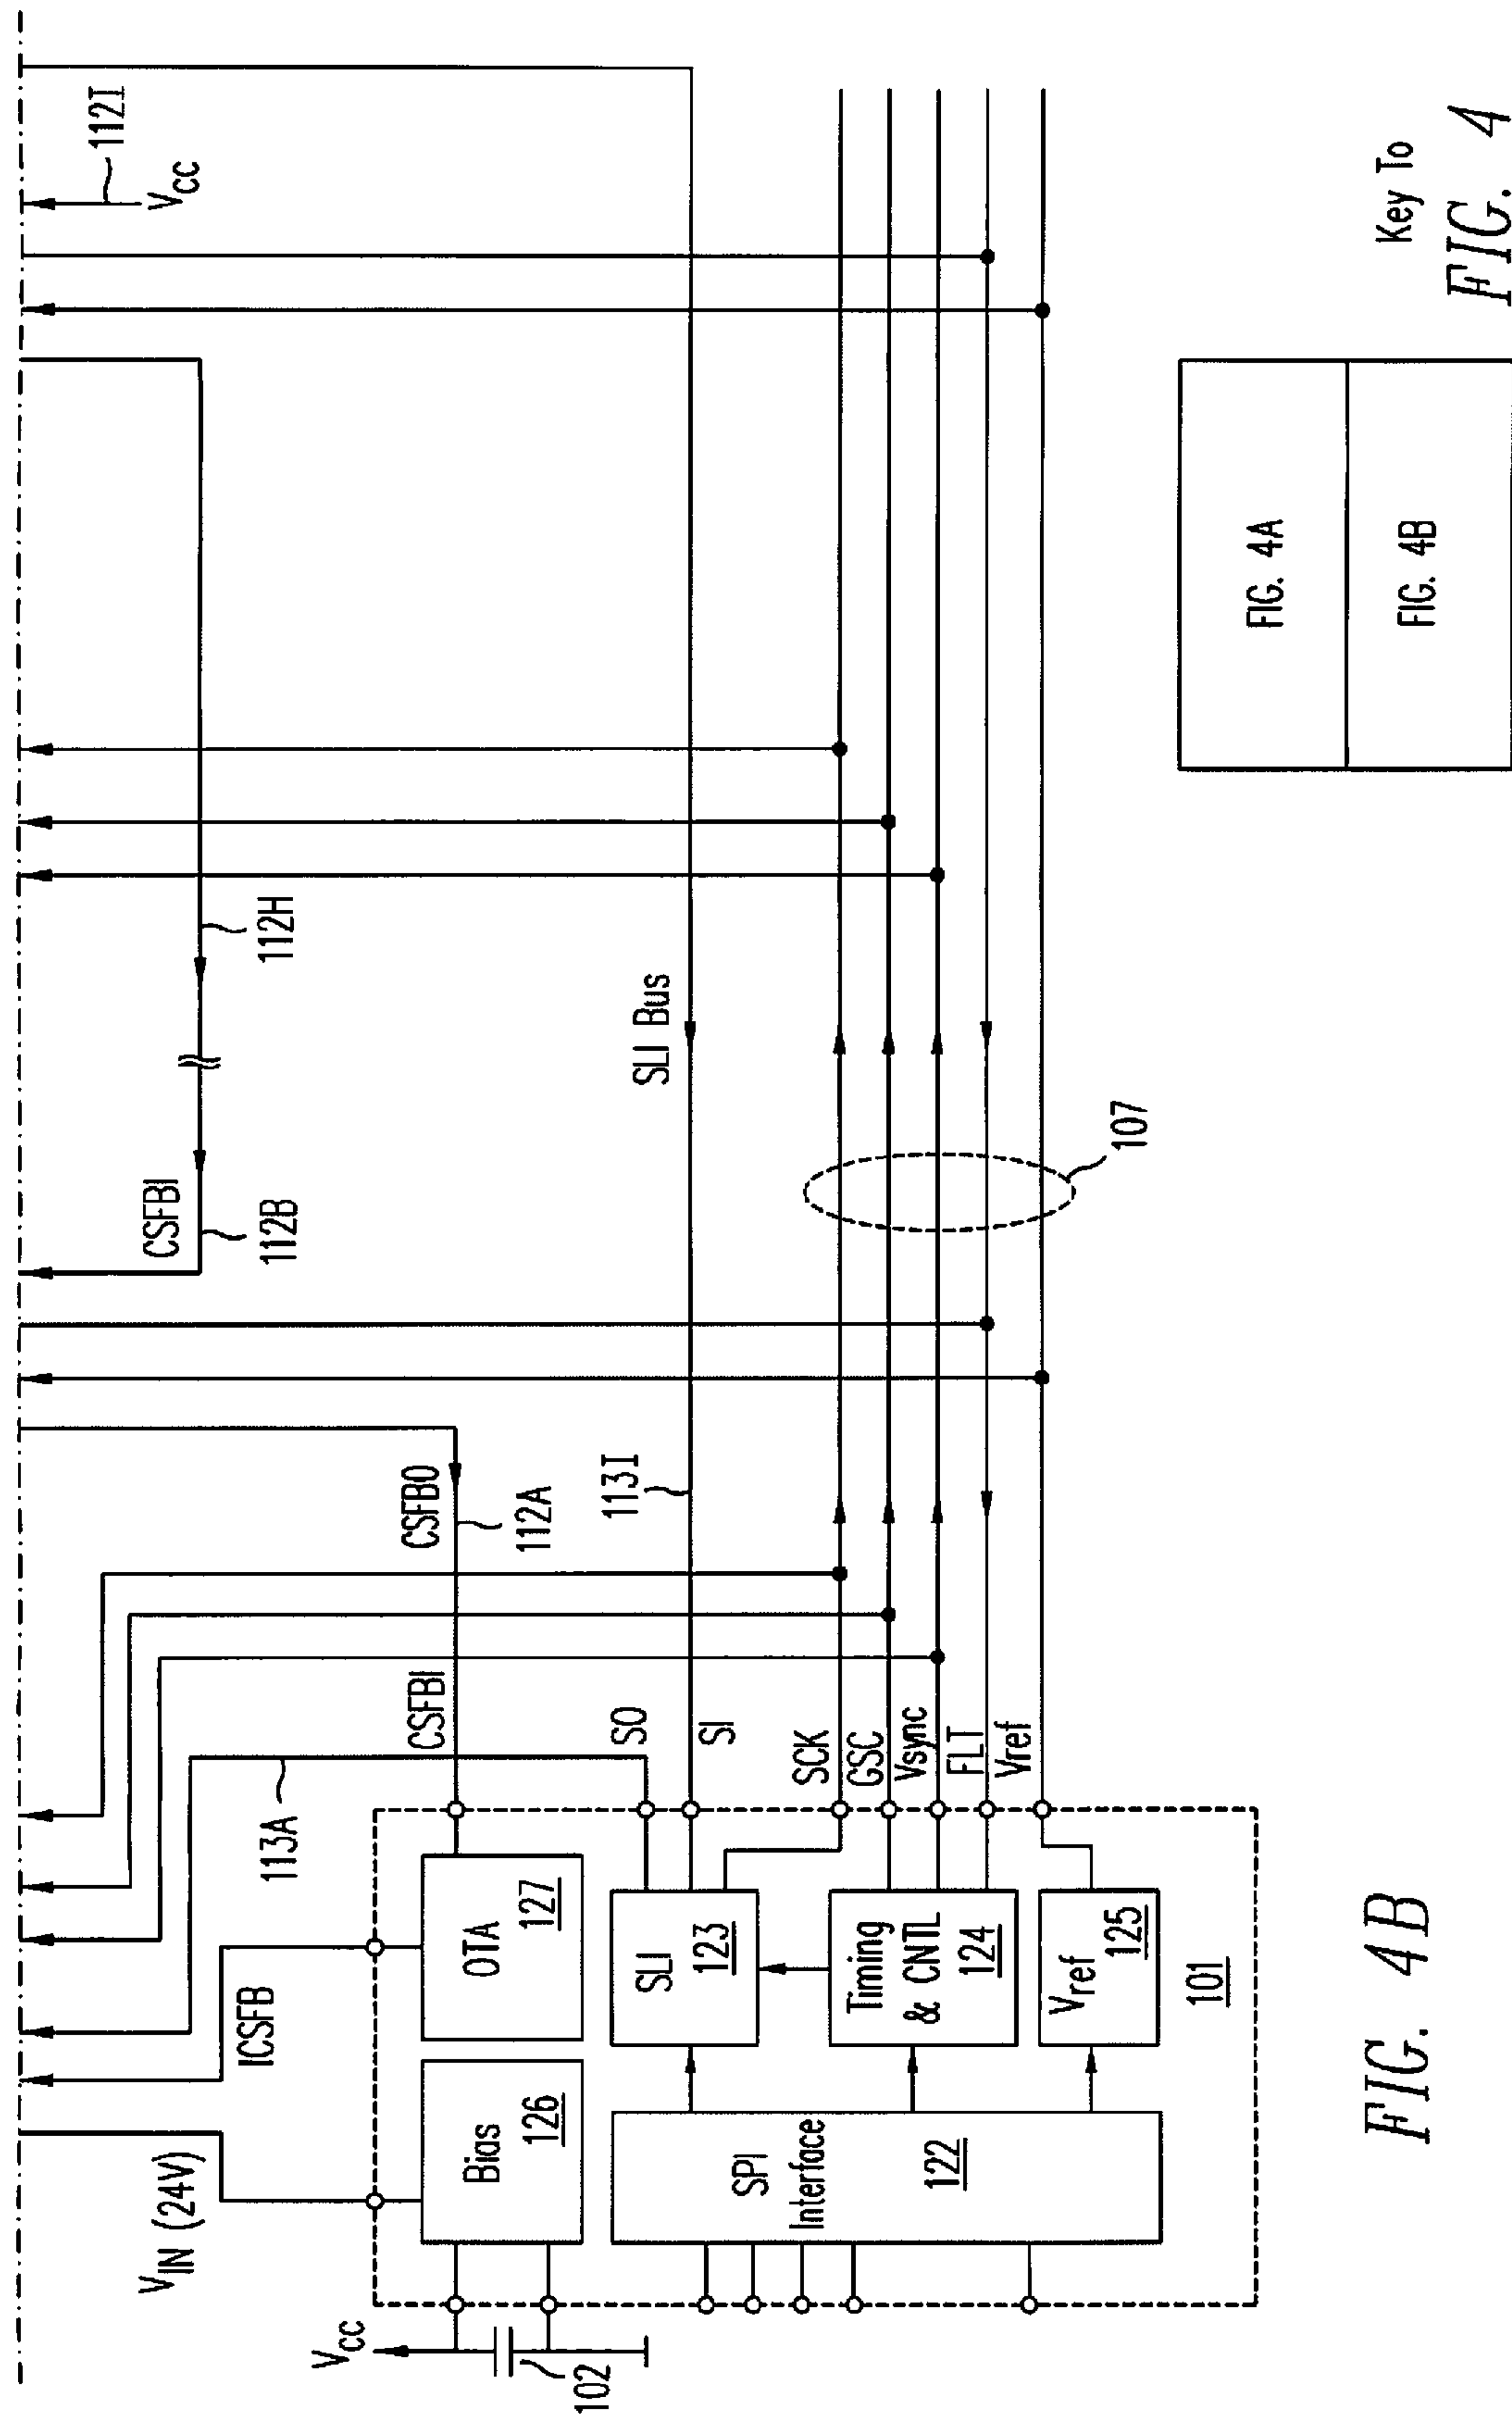 VIN (24V)
ICSFB
113A
CSFBI
CSFBO
112A
CSFBI
112B
112H
112I
VCC
VCC
102
Bias
126
OTA
127
SO
SI
113I
SLI Bus
SPI
Interface
122
SLI
123
Timing
& CNTL
124
Vref
125
101
SCK
GSC
Vsync
FLT
Vref
107
FIG. 4B
FIG. 4A
FIG. 4B
Key To
FIG. 4